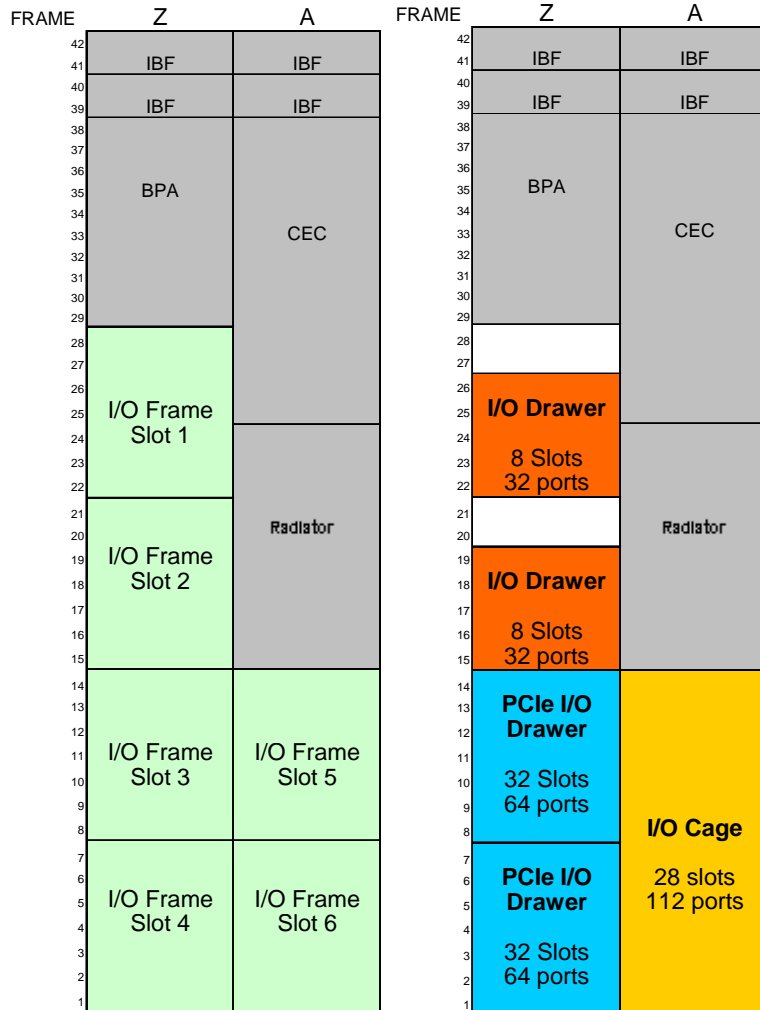 FRAME Z A
42
41 IBF IBF
40
39 IBF IBF
38
37
36
35 BPA
34
33 CEC
32
31
30
29
28
27
26
25 I/O Frame
24 Slot 1
23
22
21 Radiator
20
19 I/O Frame
18 Slot 2
17
16
15
14
13
12
11 I/O Frame I/O Frame
10 Slot 3 Slot 5
9
8
7
6
5 I/O Frame I/O Frame
4 Slot 4 Slot 6
3
2
1
FRAME Z A
42
41 IBF IBF
40
39 IBF IBF
38
37
36
35 BPA
34
33 CEC
32
31
30
29
28
27
26
25 I/O Drawer
24
23 8 Slots
22 32 ports
21 Radiator
20
19
18 I/O Drawer
17
16 8 Slots
15 32 ports
14
13 PCIe I/O
12 Drawer
11
10 32 Slots
9 64 ports
8 I/O Cage
7
6 PCIe I/O 28 slots
5 Drawer 112 ports
4
3 32 Slots
2 64 ports
1